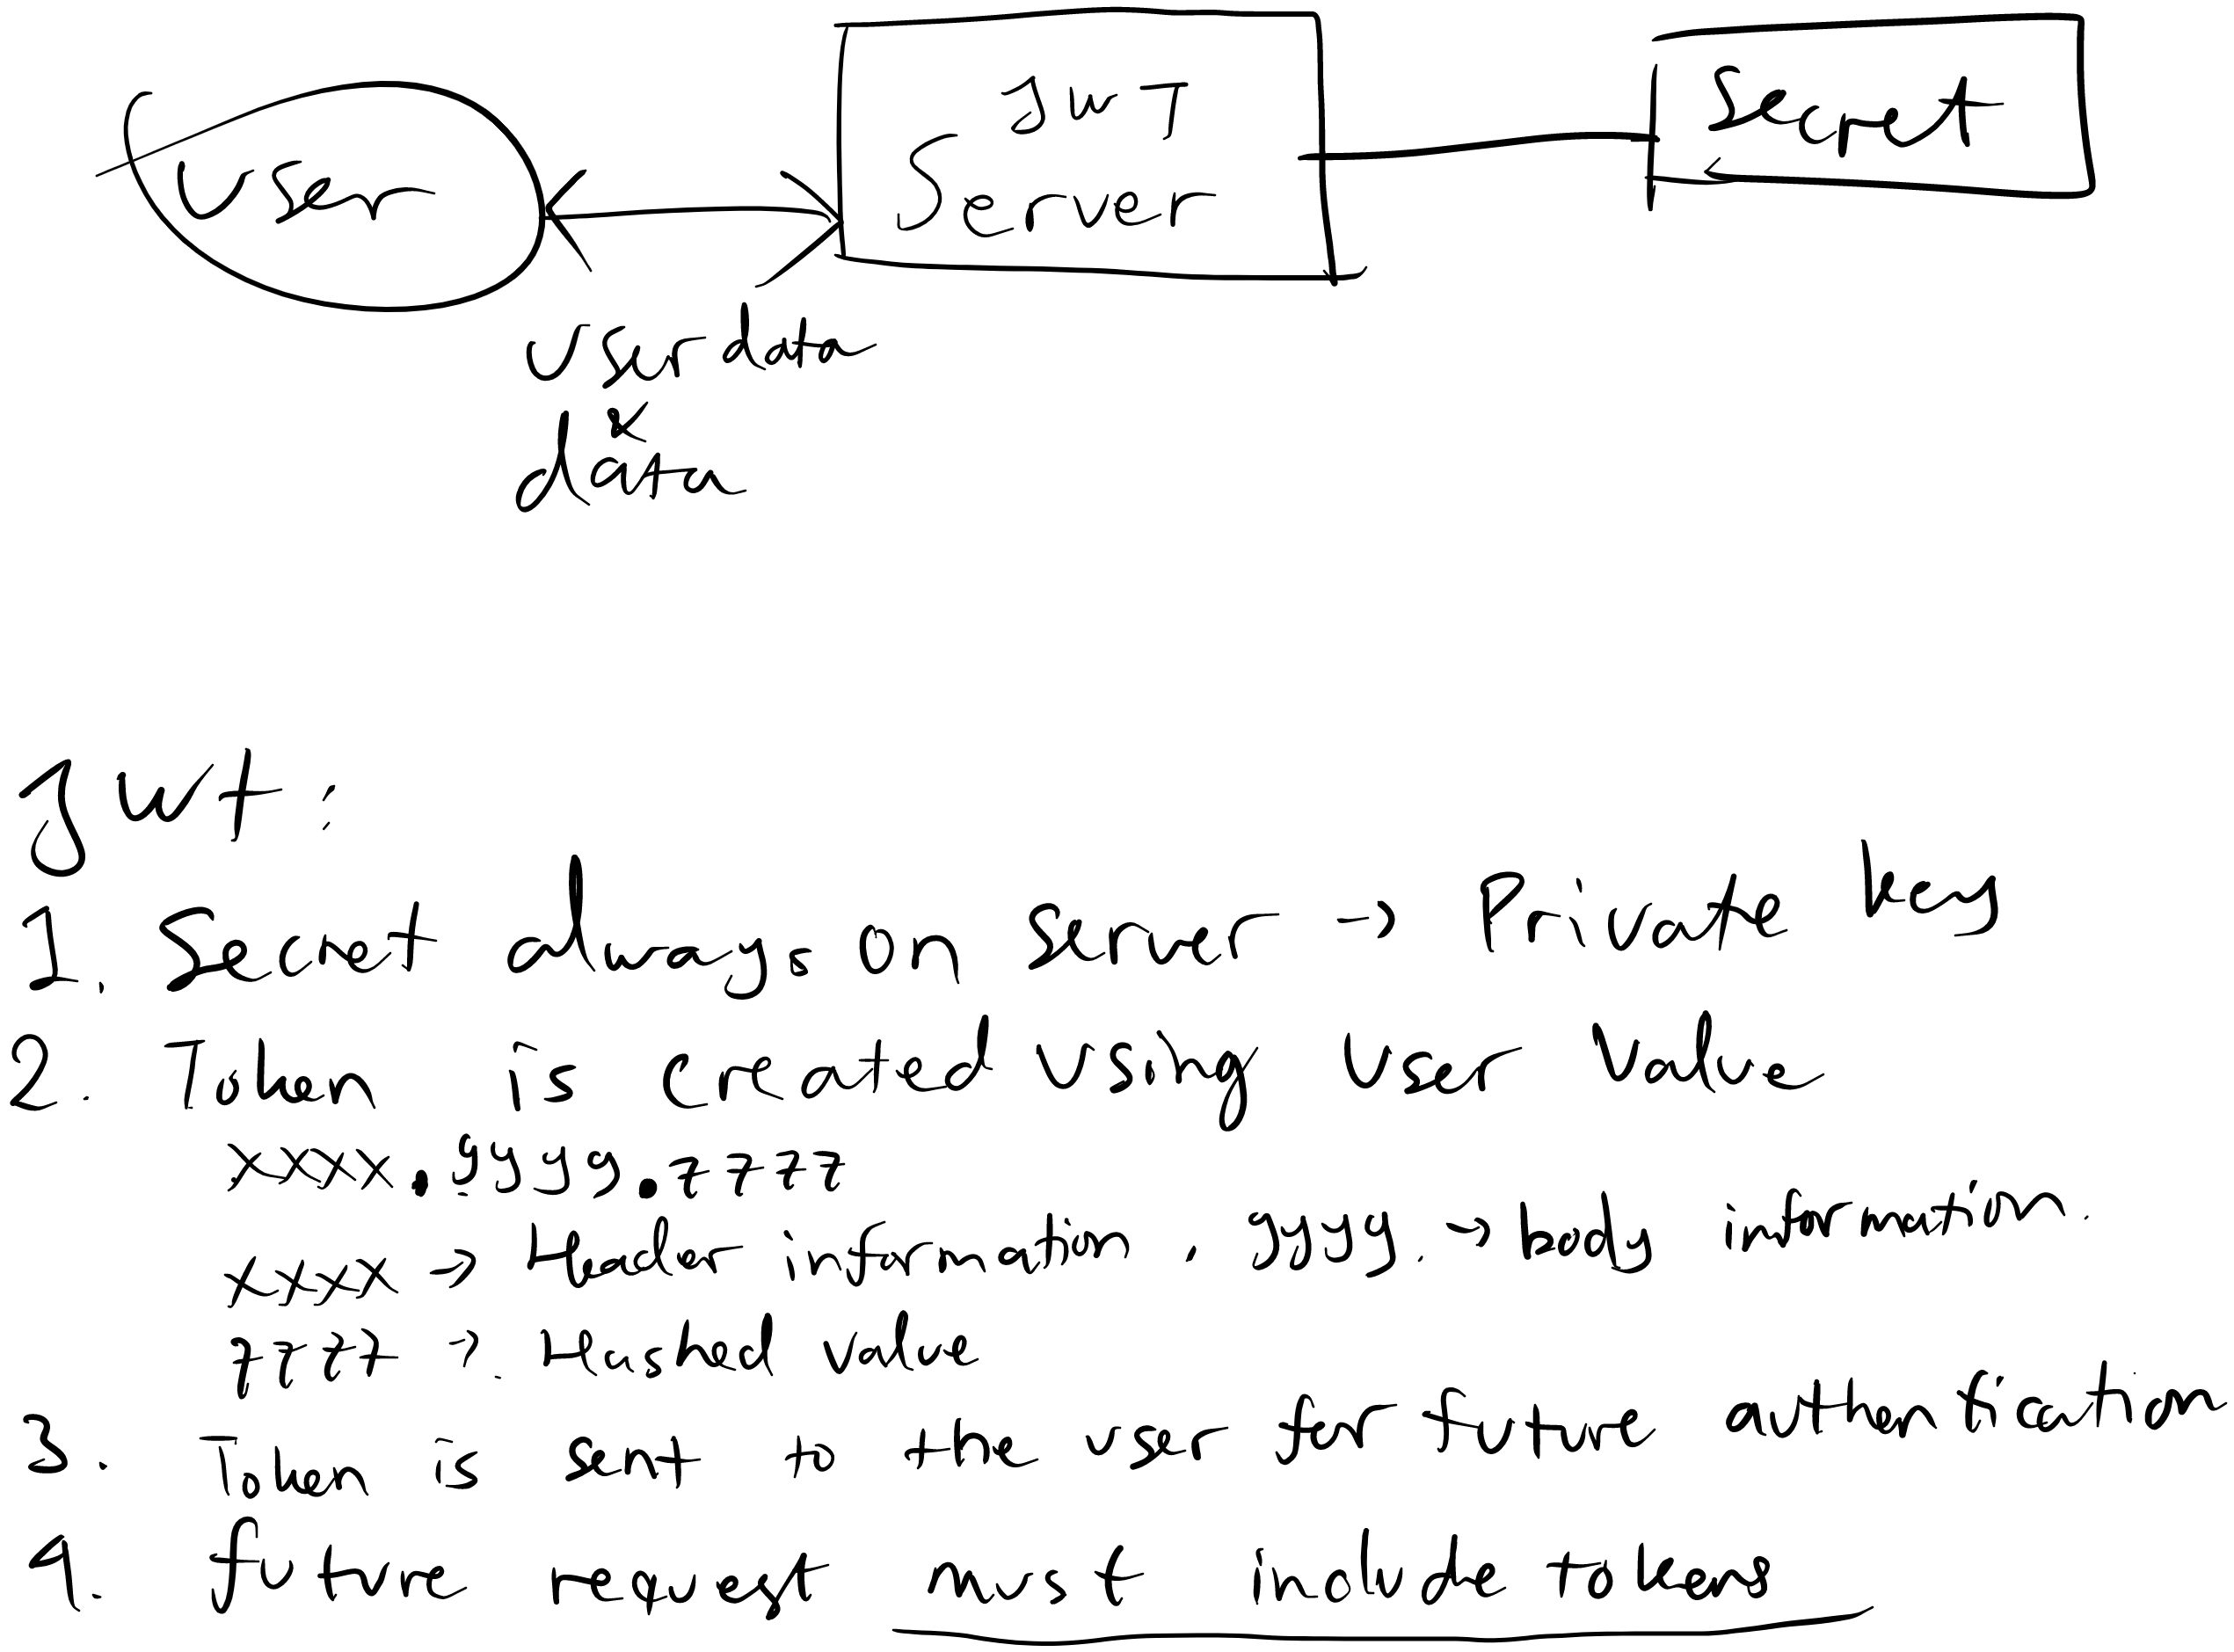 User
JWT
Server
Secret
User data
&
data
JWt :
1. Secret always on server → Private key
2. Token is created using User Value
xxxx.yyyy.zzzz
xxxx → Header information. yyyy. → body information.
zzzz →. Hashed value
3. Token is sent to the user for future authentication
4. future request must include tokens